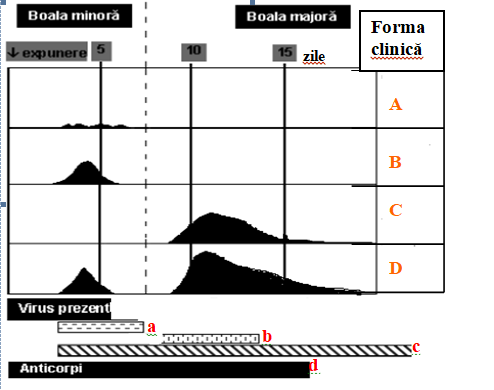 Boala minoră
Boala majoră
Forma
clinică
↓ expunere
5
10
15
zile
A
B
C
D
Virus prezent
a
b
c
Anticorpi
d